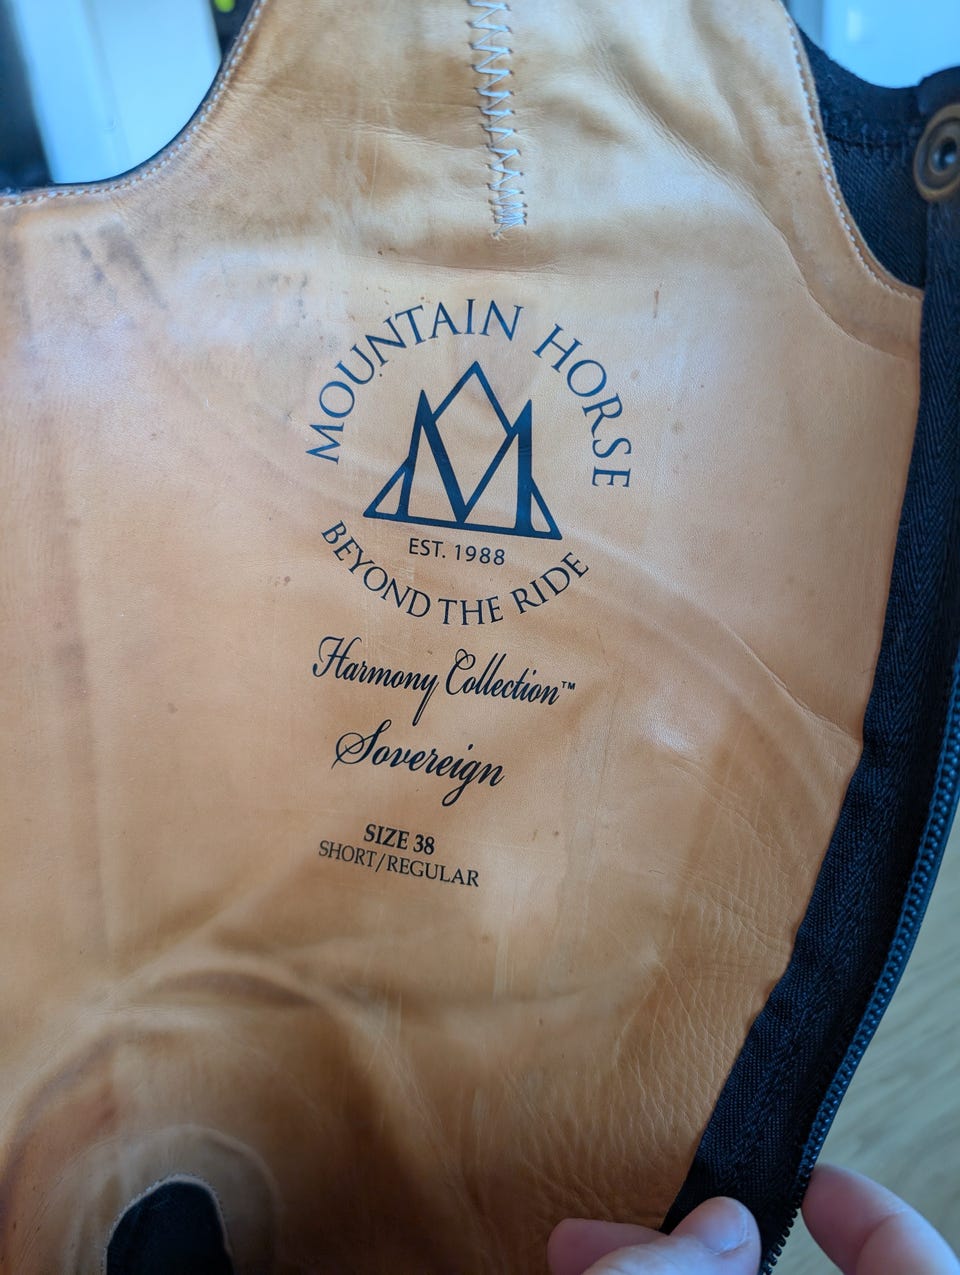 MOUNTAIN HORSE
EST. 1988
BEYOND THE RIDE
Harmony Collection™
Sovereign
SIZE 38
SHORT/REGULAR